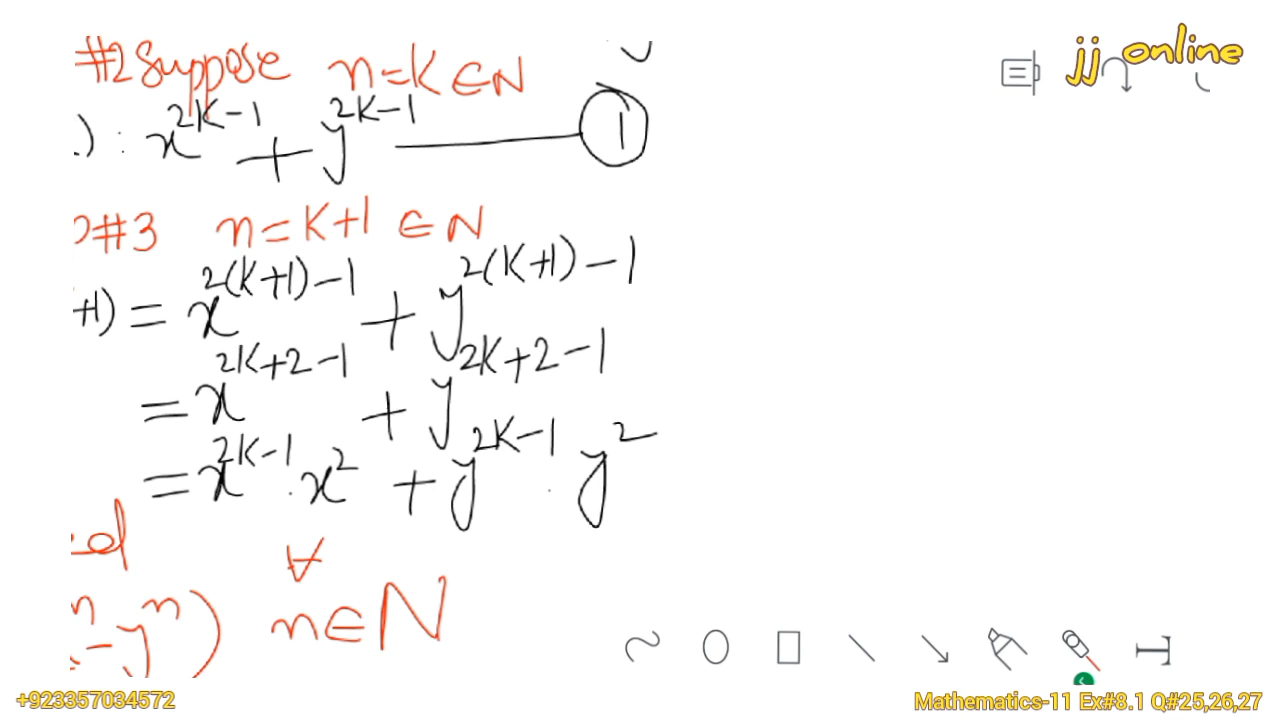 jj online
#2 Suppose n=K∈N
.) : x^{2K-1} + y^{2K-1} —— ①
#3 n=K+1 ∈N
+1) = x^{2(K+1)-1} + y^{2(K+1)-1}
= x^{2K+2-1} + y^{2K+2-1}
= x^{2K-1}.x^2 + y^{2K-1}.y^2
∀
n∈N
-y^n)
+923357034572
Mathematics-11 Ex#8.1 Q#25,26,27